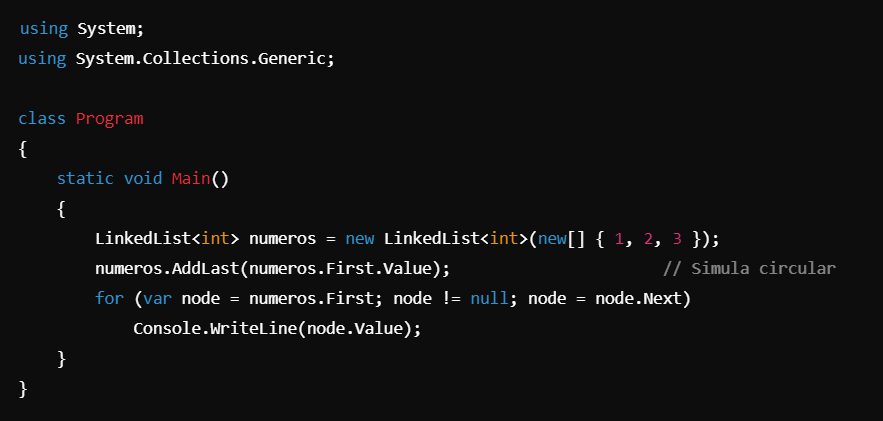 using System;
using System.Collections.Generic;
class Program
{
static void Main()
{
LinkedList<int> numeros = new LinkedList<int>(new[] { 1, 2, 3 });
numeros.AddLast(numeros.First.Value); // Simula circular
for (var node = numeros.First; node != null; node = node.Next)
Console.WriteLine(node.Value);
}
}